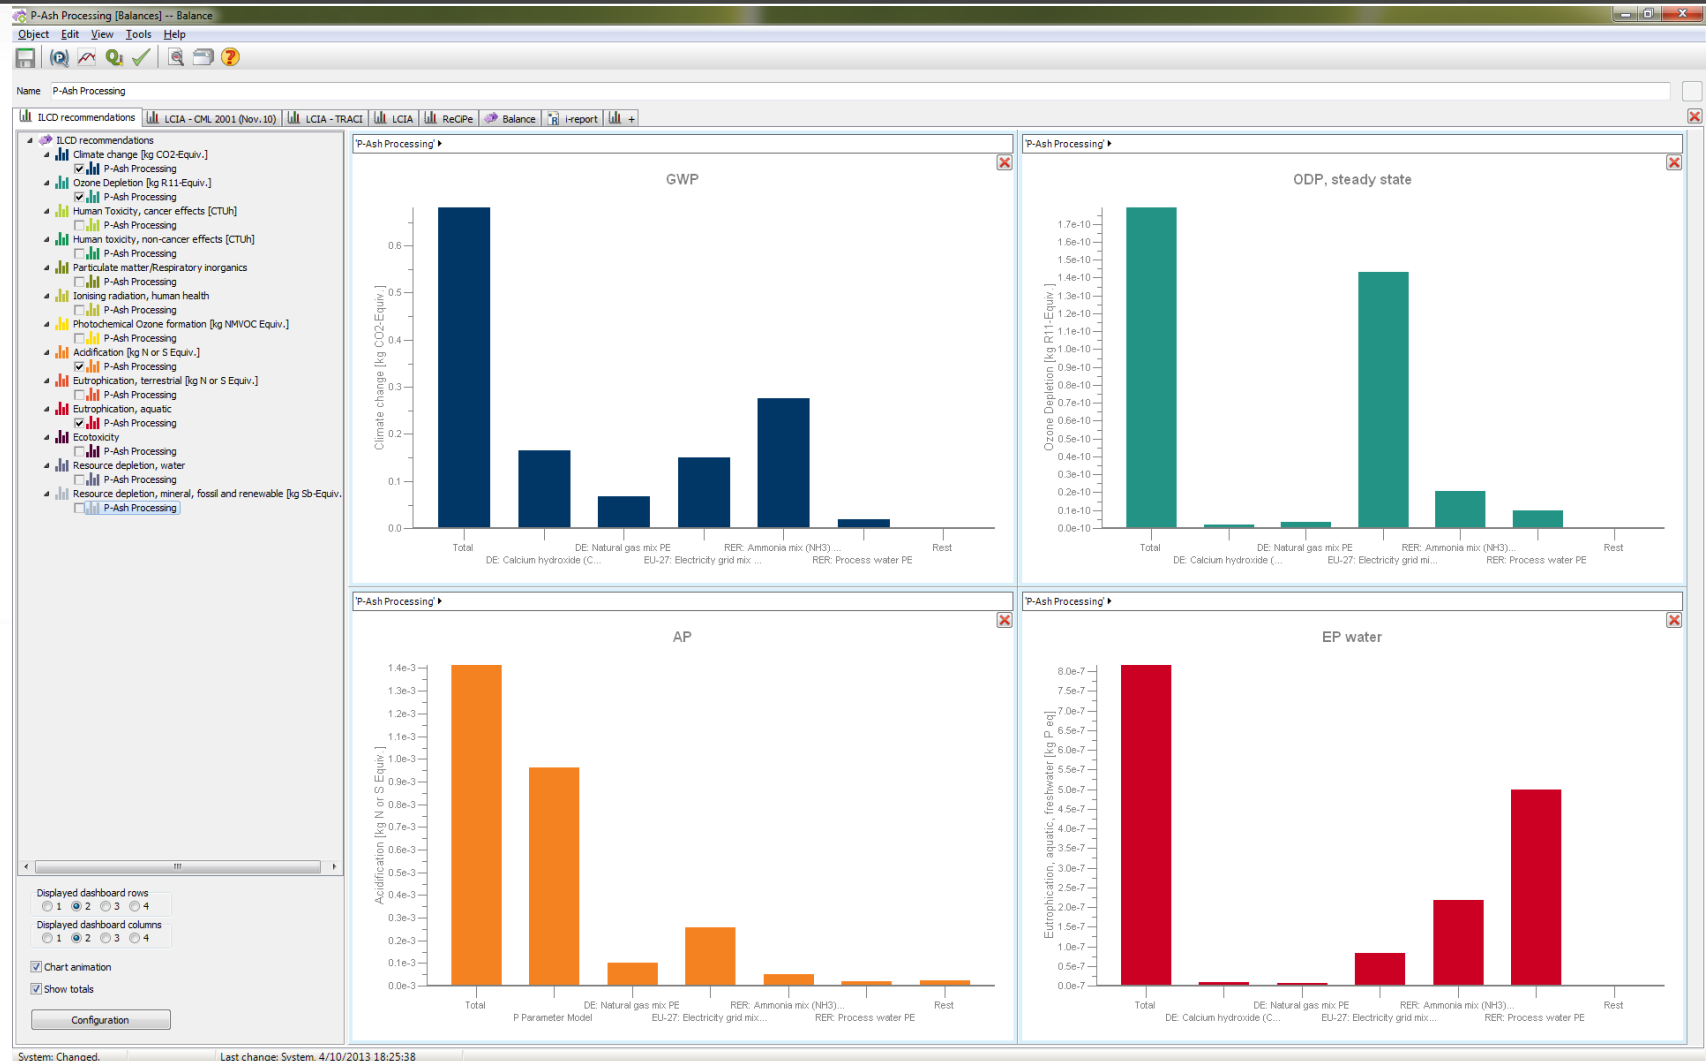 P-Ash Processing [Balances] -- Balance
Object Edit View Tools Help
Name P-Ash Processing
ILCD recommendations LCIA - CML 2001 (Nov. 10) LCIA - TRACI LCIA ReCiPe Balance i-report +
ILCD recommendations
Climate change [kg CO2-Equiv.]
P-Ash Processing
Ozone Depletion [kg R11-Equiv.]
P-Ash Processing
Human Toxicity, cancer effects [CTUh]
P-Ash Processing
Human toxicity, non-cancer effects [CTUh]
P-Ash Processing
Particulate matter/Respiratory inorganics
P-Ash Processing
Ionising radiation, human health
P-Ash Processing
Photochemical Ozone formation [kg NMVOC Equiv.]
P-Ash Processing
Acidification [kg N or S Equiv.]
P-Ash Processing
Eutrophication, terrestrial [kg N or S Equiv.]
P-Ash Processing
Eutrophication, aquatic
P-Ash Processing
Ecotoxicity
P-Ash Processing
Resource depletion, water
P-Ash Processing
Resource depletion, mineral, fossil and renewable [kg Sb-Equiv.
P-Ash Processing
Displayed dashboard rows
1 2 3 4
Displayed dashboard columns
1 2 3 4
Chart animation
Show totals
Configuration
'P-Ash Processing'
GWP
Climate change [kg CO2-Equiv.]
0.6
0.5
0.4
0.3
0.2
0.1
0.0
Total DE: Natural gas mix PE RER: Ammonia mix (NH3) ... Rest
DE: Calcium hydroxide (C... EU-27: Electricity grid mix ... RER: Process water PE
'P-Ash Processing'
ODP, steady state
Ozone Depletion [kg R11-Equiv.]
1.7e-10
1.6e-10
1.5e-10
1.4e-10
1.3e-10
1.2e-10
1.1e-10
1.0e-10
0.9e-10
0.8e-10
0.7e-10
0.6e-10
0.5e-10
0.4e-10
0.3e-10
0.2e-10
0.1e-10
0.0e-10
Total DE: Natural gas mix PE RER: Ammonia mix (NH3)... Rest
DE: Calcium hydroxide (... EU-27: Electricity grid mi... RER: Process water PE
'P-Ash Processing'
AP
Acidification [kg N or S Equiv.]
1.4e-3
1.3e-3
1.2e-3
1.1e-3
1.0e-3
0.9e-3
0.8e-3
0.7e-3
0.6e-3
0.5e-3
0.4e-3
0.3e-3
0.2e-3
0.1e-3
0.0e-3
Total DE: Natural gas mix PE RER: Ammonia mix (NH3)... Rest
P Parameter Model EU-27: Electricity grid mix... RER: Process water PE
'P-Ash Processing'
EP water
Eutrophication, aquatic, freshwater [kg P eq]
8.0e-7
7.5e-7
7.0e-7
6.5e-7
6.0e-7
5.5e-7
5.0e-7
4.5e-7
4.0e-7
3.5e-7
3.0e-7
2.5e-7
2.0e-7
1.5e-7
1.0e-7
0.5e-7
0.0e-7
Total DE: Natural gas mix PE RER: Ammonia mix (NH3)... Rest
DE: Calcium hydroxide (C... EU-27: Electricity grid mix... RER: Process water PE
System: Changed. Last change: System, 4/10/2013 18:25:38